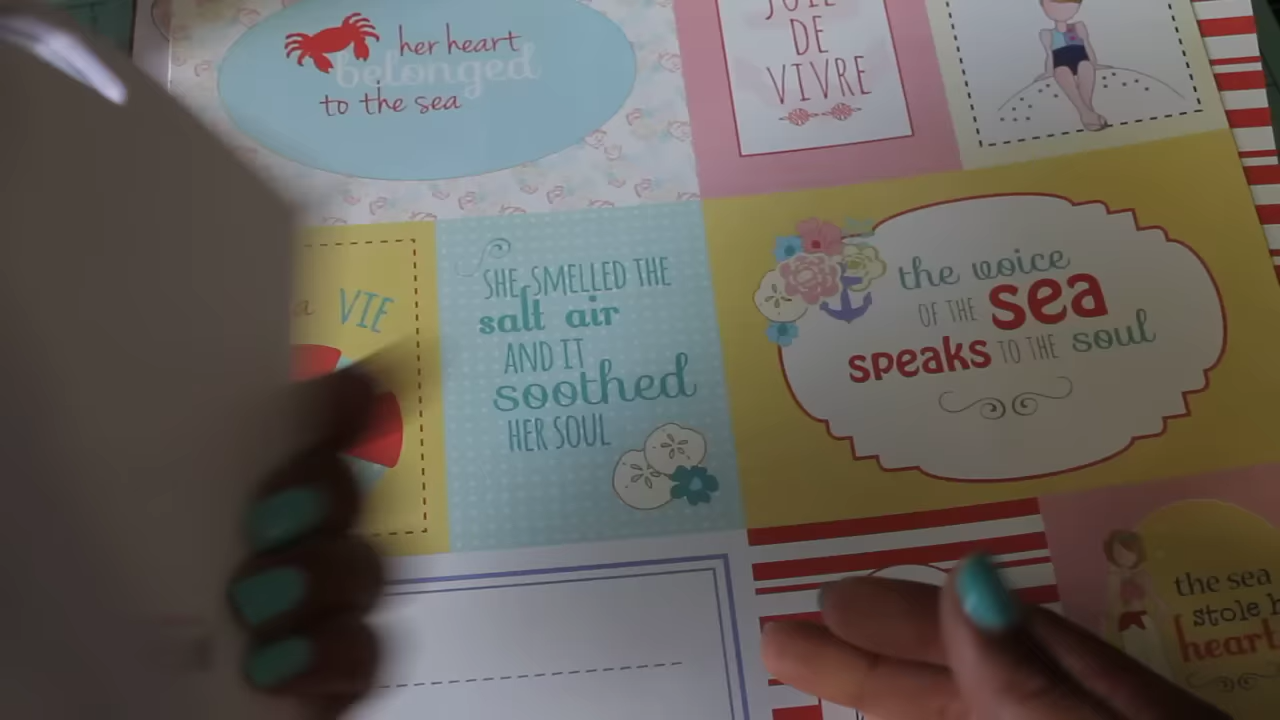 her heart
belonged
to the sea
JOIE
DE
VIVRE
a VIE
SHE SMELLED THE
salt air
AND IT
soothed
HER SOUL
the voice
OF THE sea
speaks TO THE soul
the sea
stole h
heart